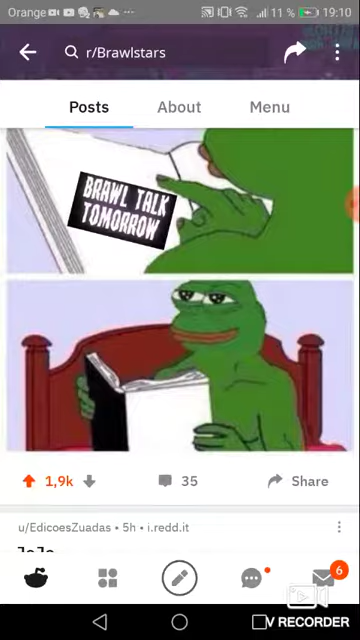 Orange 11 % 19:10
r/Brawlstars
Posts About Menu
BRAWL TALK
TOMORROW
1,9k 35 Share
u/EdicoesZuadas • 5h • i.redd.it
6
V RECORDER